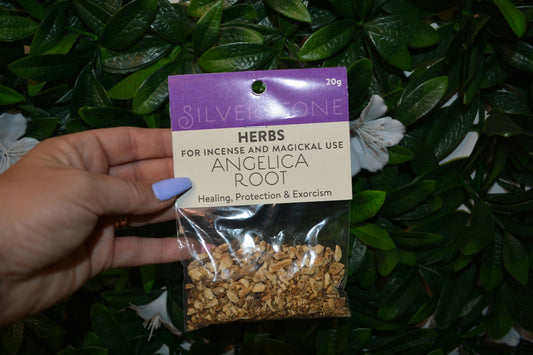 20g
SILVERSTONE
HERBS
FOR INCENSE AND MAGICKAL USE
ANGELICA
ROOT
Healing, Protection & Exorcism